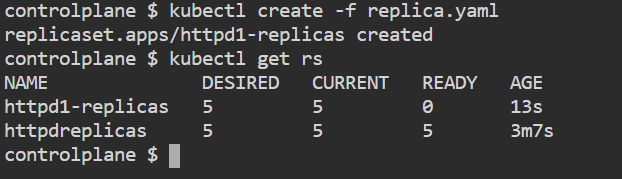 controlplane $ kubectl create -f replica.yaml
replicaset.apps/httpd1-replicas created
controlplane $ kubectl get rs
NAME DESIRED CURRENT READY AGE
httpd1-replicas 5 5 0 13s
httpdreplicas 5 5 5 3m7s
controlplane $